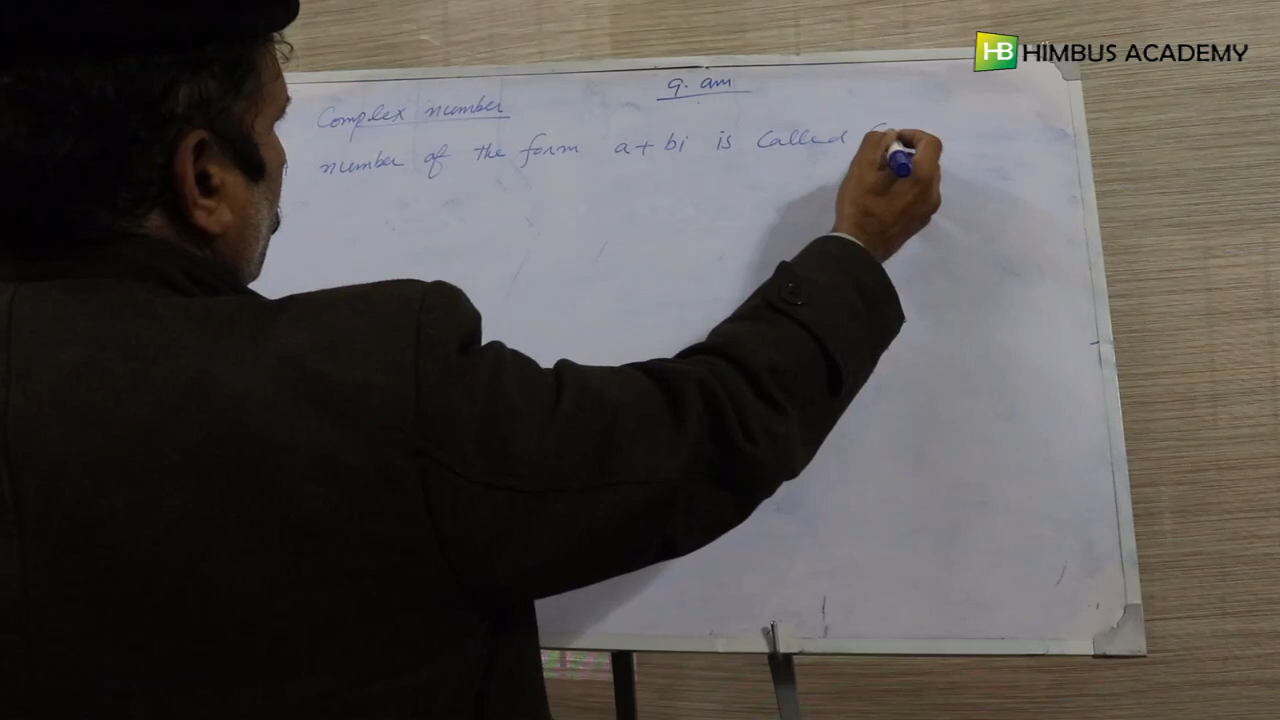 HB HIMBUS ACADEMY
9. am
Complex number
number of the form a + bi is called